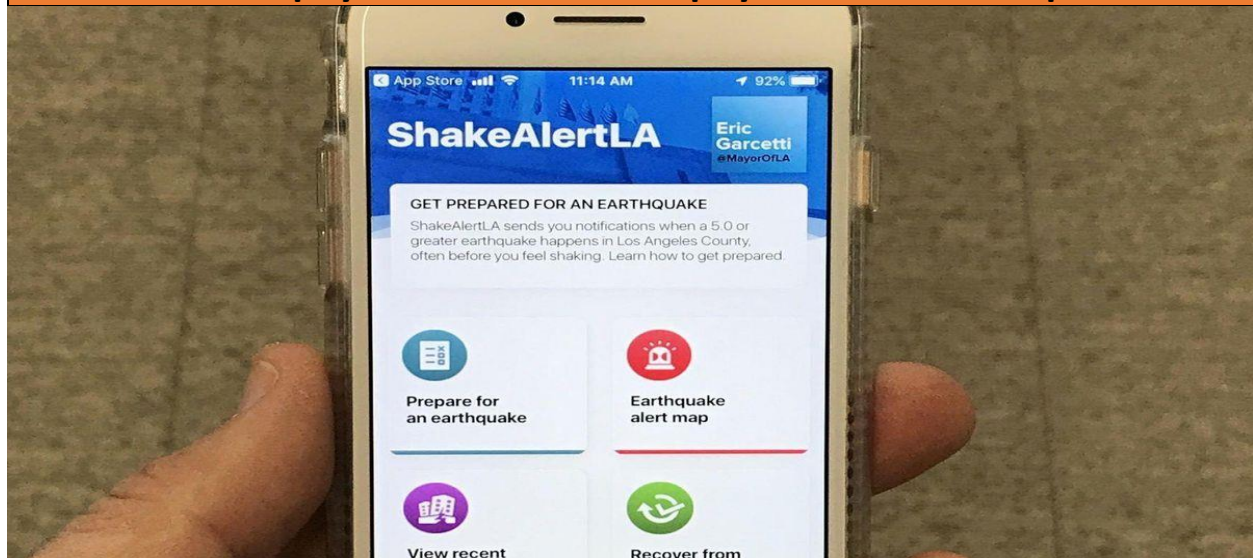 App Store
11:14 AM
92%
ShakeAlertLA
Eric
Garcetti
@MayorOfLA
GET PREPARED FOR AN EARTHQUAKE
ShakeAlertLA sends you notifications when a 5.0 or
greater earthquake happens in Los Angeles County,
often before you feel shaking. Learn how to get prepared.
Prepare for
an earthquake
Earthquake
alert map
View recent
Recover from